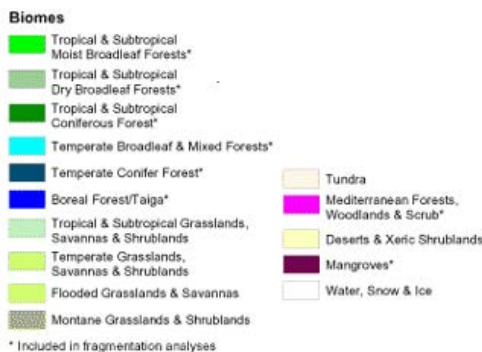 Biomes
Tropical & Subtropical
Moist Broadleaf Forests*
Tropical & Subtropical
Dry Broadleaf Forests*
Tropical & Subtropical
Coniferous Forest*
Temperate Broadleaf & Mixed Forests*
Temperate Conifer Forest*
Boreal Forest/Taiga*
Tropical & Subtropical Grasslands,
Savannas & Shrublands
Temperate Grasslands,
Savannas & Shrublands
Flooded Grasslands & Savannas
Montane Grasslands & Shrublands
* Included in fragmentation analyses
Tundra
Mediterranean Forests,
Woodlands & Scrub*
Deserts & Xeric Shrublands
Mangroves*
Water, Snow & Ice